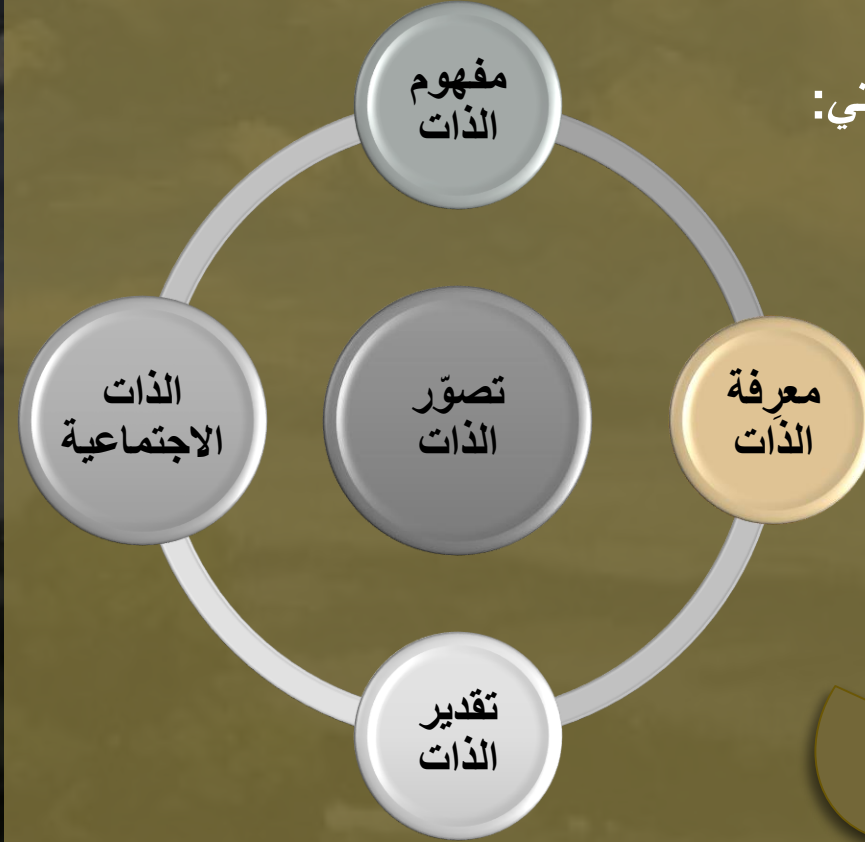 مفهوم
الذات
معرِفة
الذات
تصوّر
الذات
الذات
الاجتماعية
تقدير
الذات